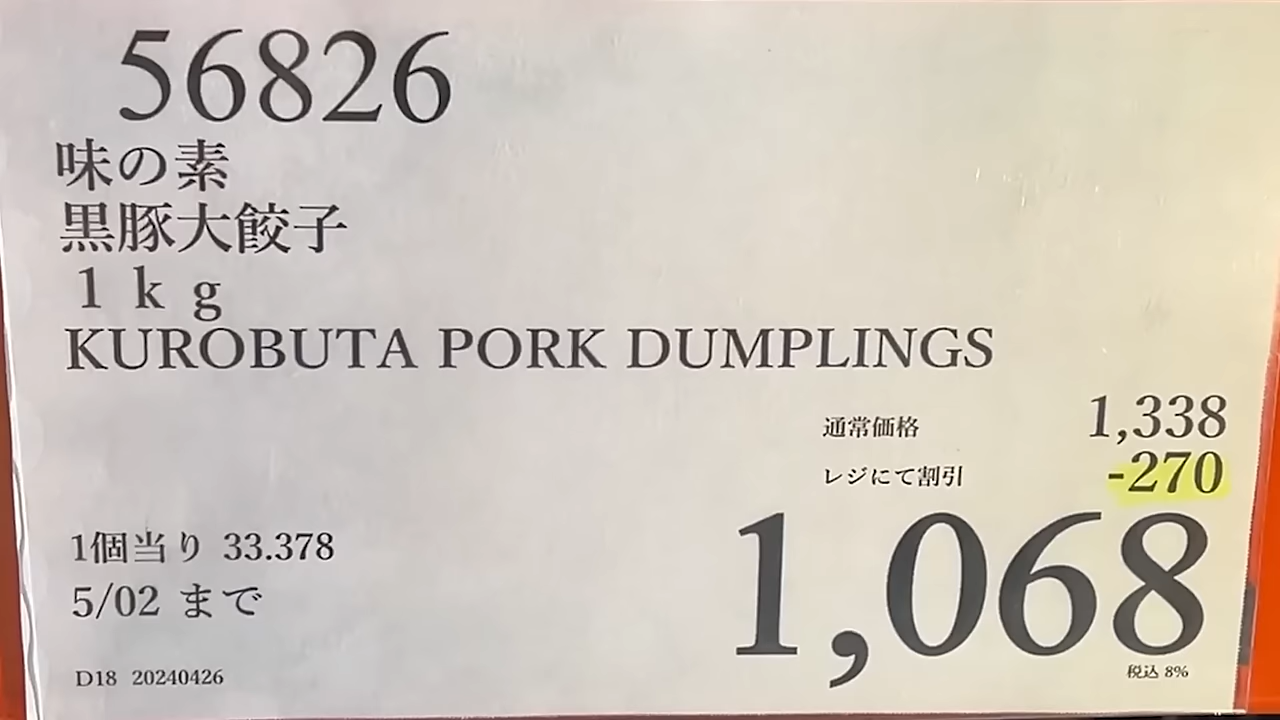 56826
味の素
黒豚大餃子
1kg
KUROBUTA PORK DUMPLINGS
通常価格 1,338
レジにて割引 -270
1,068
税込 8%
1個当り 33.378
5/02 まで
D18 20240426